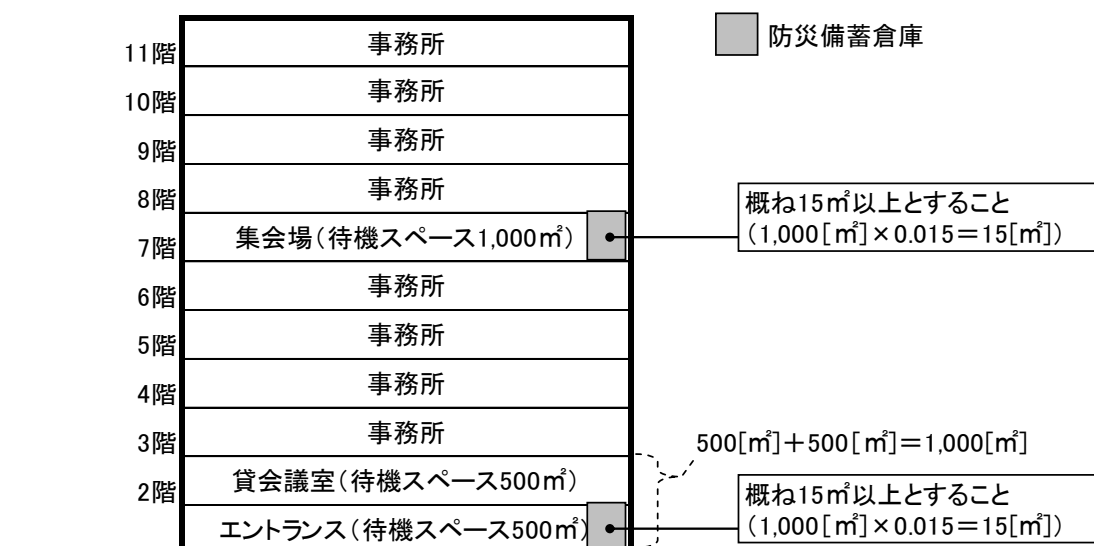 防災備蓄倉庫
11階
事務所
10階
事務所
9階
事務所
8階
事務所
7階
集会場(待機スペース1,000㎡)
概ね15㎡以上とすること
(1,000[㎡]×0.015=15[㎡])
6階
事務所
5階
事務所
4階
事務所
3階
事務所
500[㎡]+500[㎡]=1,000[㎡]
2階
貸会議室(待機スペース500㎡)
エントランス(待機スペース500㎡)
概ね15㎡以上とすること
(1,000[㎡]×0.015=15[㎡])